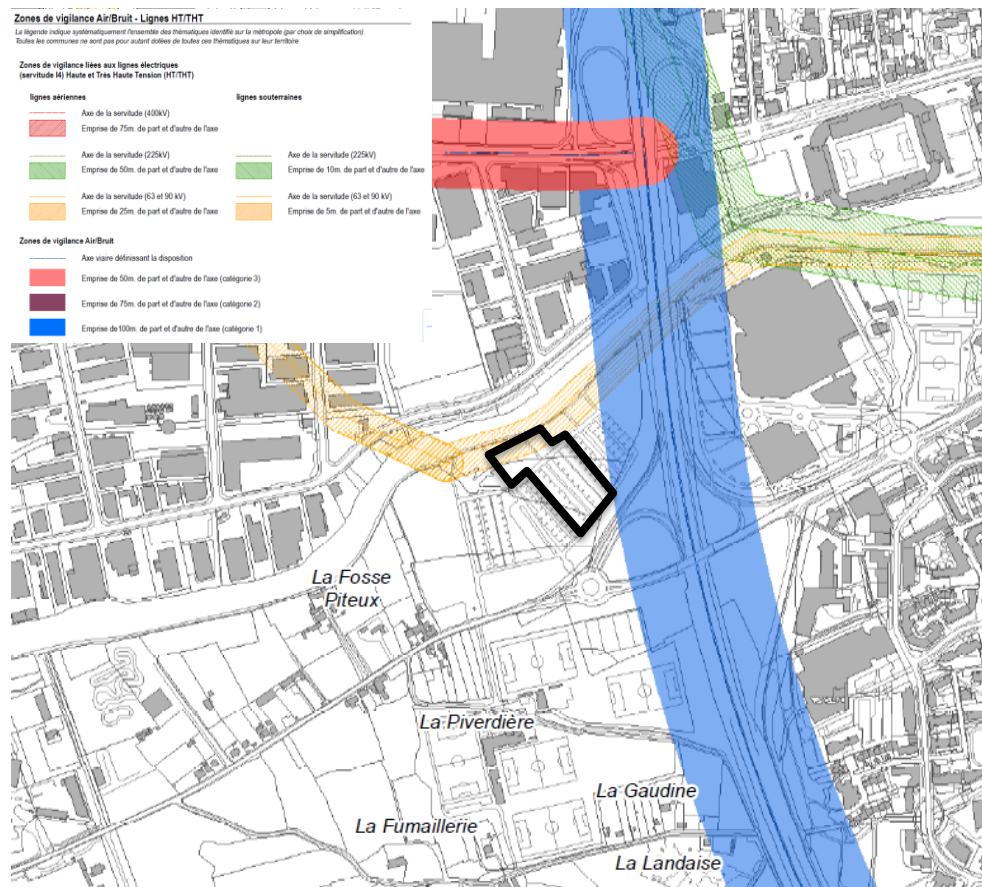 Zones de vigilance Air/Bruit - Lignes HT/THT
La légende indique systématiquement l'ensemble des thématiques identifié sur la métropole (par choix de simplification).
Toutes les communes ne sont pas pour autant dotées de toutes ces thématiques sur leur territoire
Zones de vigilance liées aux lignes électriques
(servitude I4) Haute et Très Haute Tension (HT/THT)
lignes aériennes
Axe de la servitude (400kV)
Emprise de 75m. de part et d'autre de l'axe
Axe de la servitude (225kV)
Emprise de 50m. de part et d'autre de l'axe
Axe de la servitude (63 et 90 kV)
Emprise de 25m. de part et d'autre de l'axe
lignes souterraines
Axe de la servitude (225kV)
Emprise de 10m. de part et d'autre de l'axe
Axe de la servitude (63 et 90 kV)
Emprise de 5m. de part et d'autre de l'axe
Zones de vigilance Air/Bruit
Axe viaire définissant la disposition
Emprise de 50m. de part et d'autre de l'axe (catégorie 3)
Emprise de 75m. de part et d'autre de l'axe (catégorie 2)
Emprise de100m. de part et d'autre de l'axe (catégorie 1)
La Fosse
Piteux
La Piverdière
La Gaudine
La Fumaillerie
La Landaise